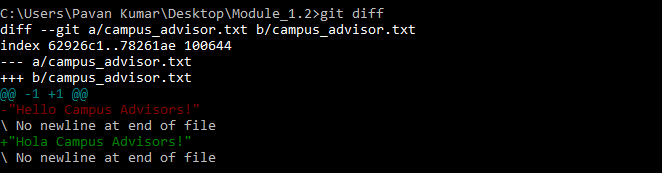 C:\Users\Pavan Kumar\Desktop\Module_1.2>git diff
diff --git a/campus_advisor.txt b/campus_advisor.txt
index 62926c1..78261ae 100644
--- a/campus_advisor.txt
+++ b/campus_advisor.txt
@@ -1 +1 @@
-"Hello Campus Advisors!"
\ No newline at end of file
+"Hola Campus Advisors!"
\ No newline at end of file